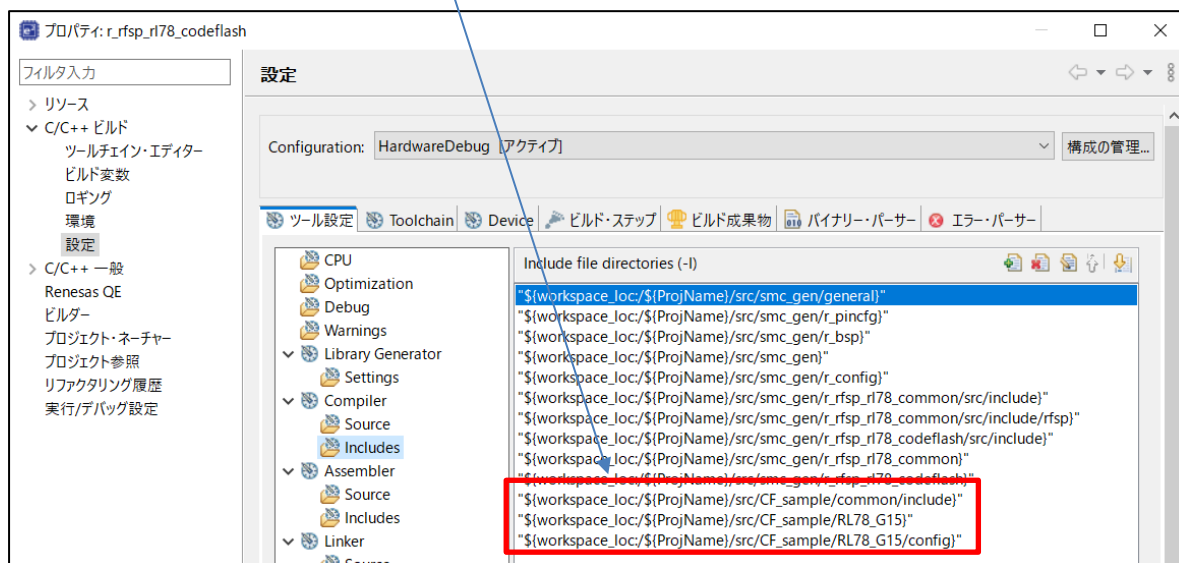 プロパティ: r_rfsp_rl78_codeflash
フィルタ入力
設定
リソース
C/C++ ビルド
ツールチェイン・エディター
ビルド変数
ロギング
環境
設定
C/C++ 一般
Renesas QE
ビルダー
プロジェクト・ネーチャー
プロジェクト参照
リファクタリング履歴
実行/デバッグ設定
Configuration: HardwareDebug [アクティブ] 構成の管理...
ツール設定 Toolchain Device ビルド・ステップ ビルド成果物 バイナリー・パーサー エラー・パーサー
CPU
Optimization
Debug
Warnings
Library Generator
Settings
Compiler
Source
Includes
Assembler
Source
Includes
Linker
Source
Include file directories (-I)
"${workspace_loc:/${ProjName}/src/smc_gen/general}"
"${workspace_loc:/${ProjName}/src/smc_gen/r_pincfg}"
"${workspace_loc:/${ProjName}/src/smc_gen/r_bsp}"
"${workspace_loc:/${ProjName}/src/smc_gen}"
"${workspace_loc:/${ProjName}/src/smc_gen/r_config}"
"${workspace_loc:/${ProjName}/src/smc_gen/r_rfsp_rl78_common/src/include}"
"${workspace_loc:/${ProjName}/src/smc_gen/r_rfsp_rl78_common/src/include/rfsp}"
"${workspace_loc:/${ProjName}/src/smc_gen/r_rfsp_rl78_codeflash/src/include}"
"${workspace_loc:/${ProjName}/src/smc_gen/r_rfsp_rl78_common}"
"${workspace_loc:/${ProjName}/src/smc_gen/r_rfsp_rl78_codeflash}"
"${workspace_loc:/${ProjName}/src/CF_sample/common/include}"
"${workspace_loc:/${ProjName}/src/CF_sample/RL78_G15}"
"${workspace_loc:/${ProjName}/src/CF_sample/RL78_G15/config}"